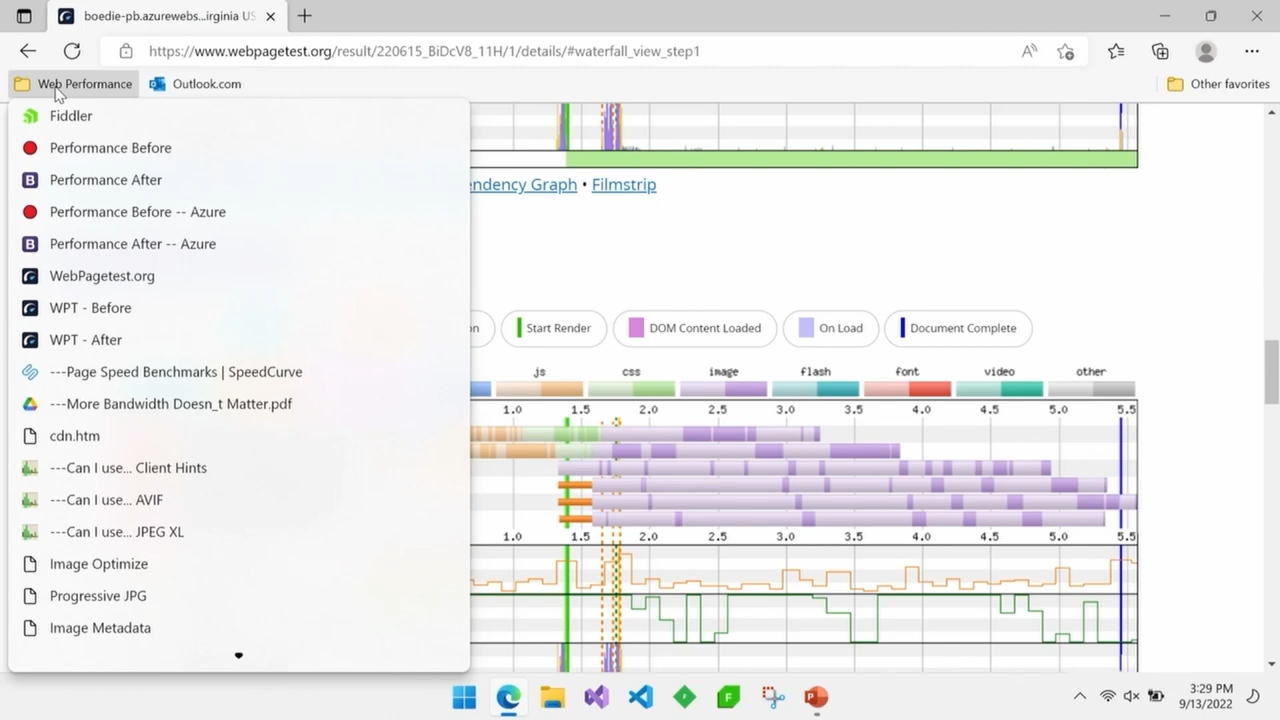 boedie-pb.azurewebs...irginia US
https://www.webpagetest.org/result/220615_BiDcV8_11H/1/details/#waterfall_view_step1
Web Performance
Outlook.com
Other favorites
Fiddler
Performance Before
Performance After
Performance Before -- Azure
Performance After -- Azure
WebPagetest.org
WPT - Before
WPT - After
---Page Speed Benchmarks | SpeedCurve
---More Bandwidth Doesn_t Matter.pdf
cdn.htm
---Can I use... Client Hints
---Can I use... AVIF
---Can I use... JPEG XL
Image Optimize
Progressive JPG
Image Metadata
endency Graph • Filmstrip
on Start Render DOM Content Loaded On Load Document Complete
js css image flash font video other
1.0 1.5 2.0 2.5 3.0 3.5 4.0 4.5 5.0 5.5
1.0 1.5 2.0 2.5 3.0 3.5 4.0 4.5 5.0 5.5
3:29 PM
9/13/2022